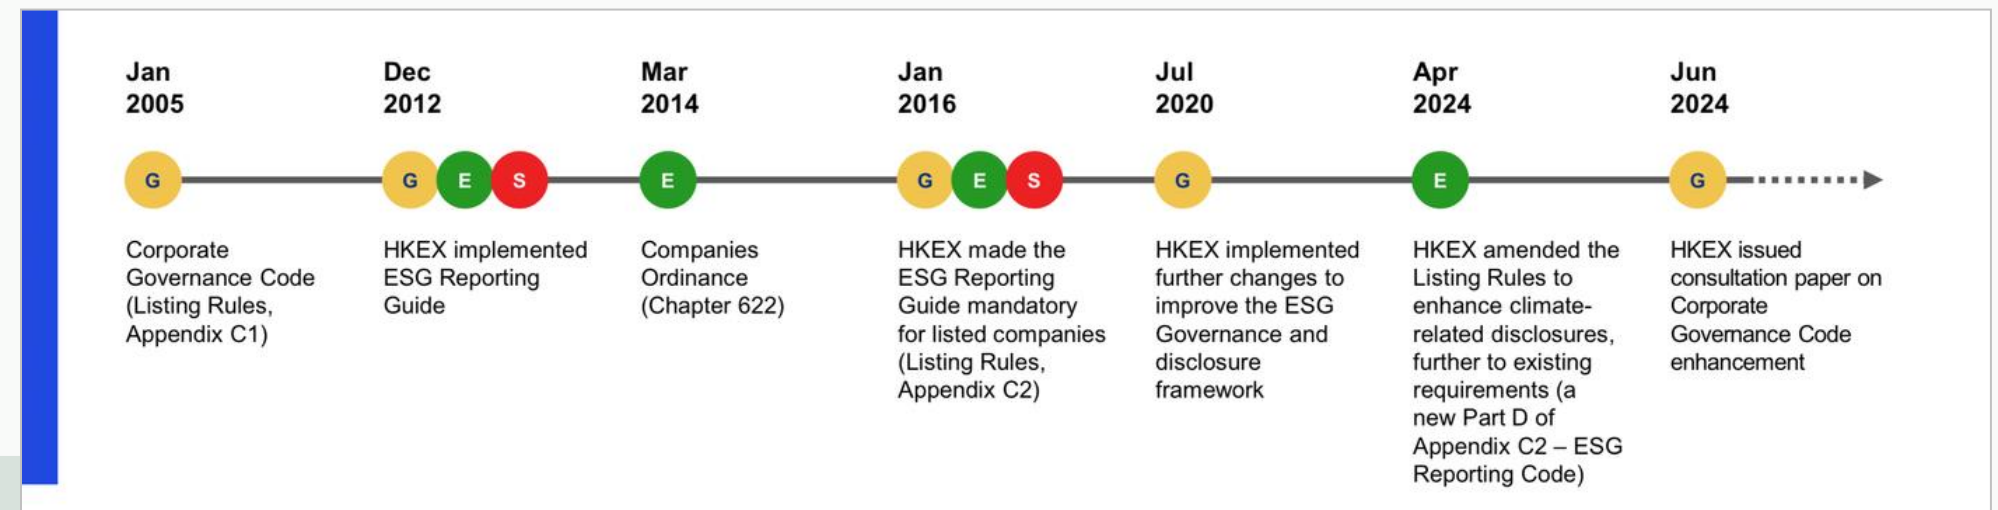 Jan
2005
Dec
2012
Mar
2014
Jan
2016
Jul
2020
Apr
2024
Jun
2024
G
G E S
E
G E S
G
E
G
Corporate
Governance Code
(Listing Rules,
Appendix C1)
HKEX implemented
ESG Reporting
Guide
Companies
Ordinance
(Chapter 622)
HKEX made the
ESG Reporting
Guide mandatory
for listed companies
(Listing Rules,
Appendix C2)
HKEX implemented
further changes to
improve the ESG
Governance and
disclosure
framework
HKEX amended the
Listing Rules to
enhance climate-
related disclosures,
further to existing
requirements (a
new Part D of
Appendix C2 – ESG
Reporting Code)
HKEX issued
consultation paper on
Corporate
Governance Code
enhancement